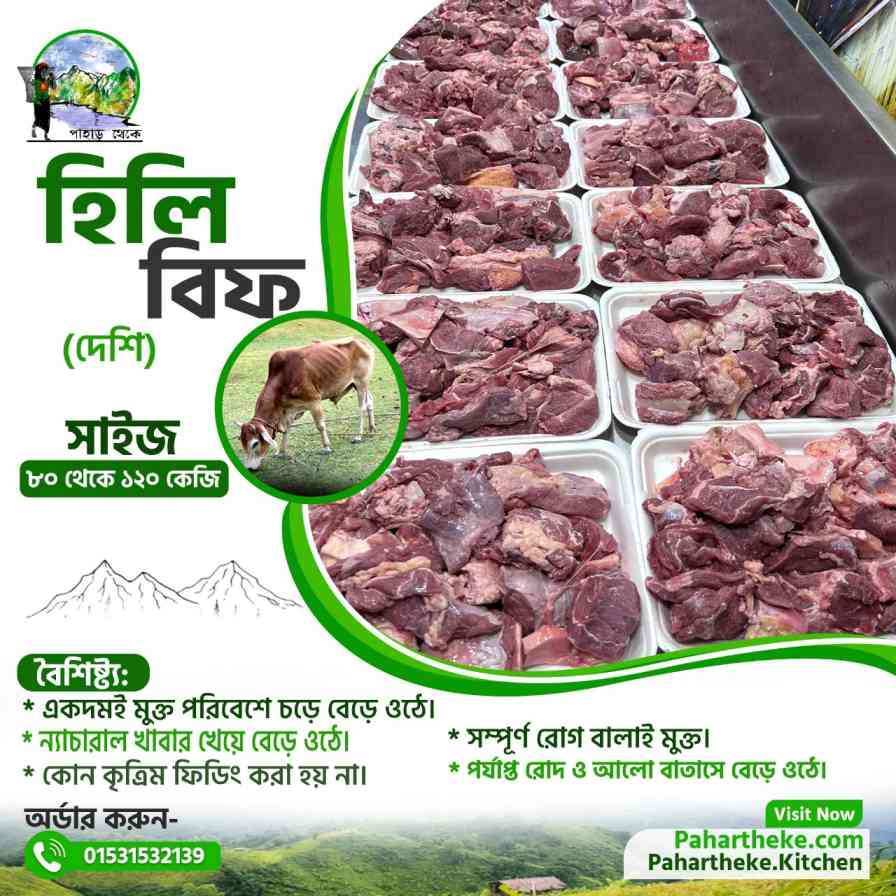 পাহাড় থেকে
হিলি
বিফ
(দেশি)
সাইজ
৮০ থেকে ১২০ কেজি
বৈশিষ্ট্য:
* একদমই মুক্ত পরিবেশে চড়ে বেড়ে ওঠে।
* ন্যাচারাল খাবার খেয়ে বেড়ে ওঠে।
* কোন কৃত্রিম ফিডিং করা হয় না।
* সম্পূর্ণ রোগ বালাই মুক্ত।
* পর্যাপ্ত রোদ ও আলো বাতাসে বেড়ে ওঠে।
অর্ডার করুন-
01531532139
Visit Now
Pahartheke.com
Pahartheke.Kitchen